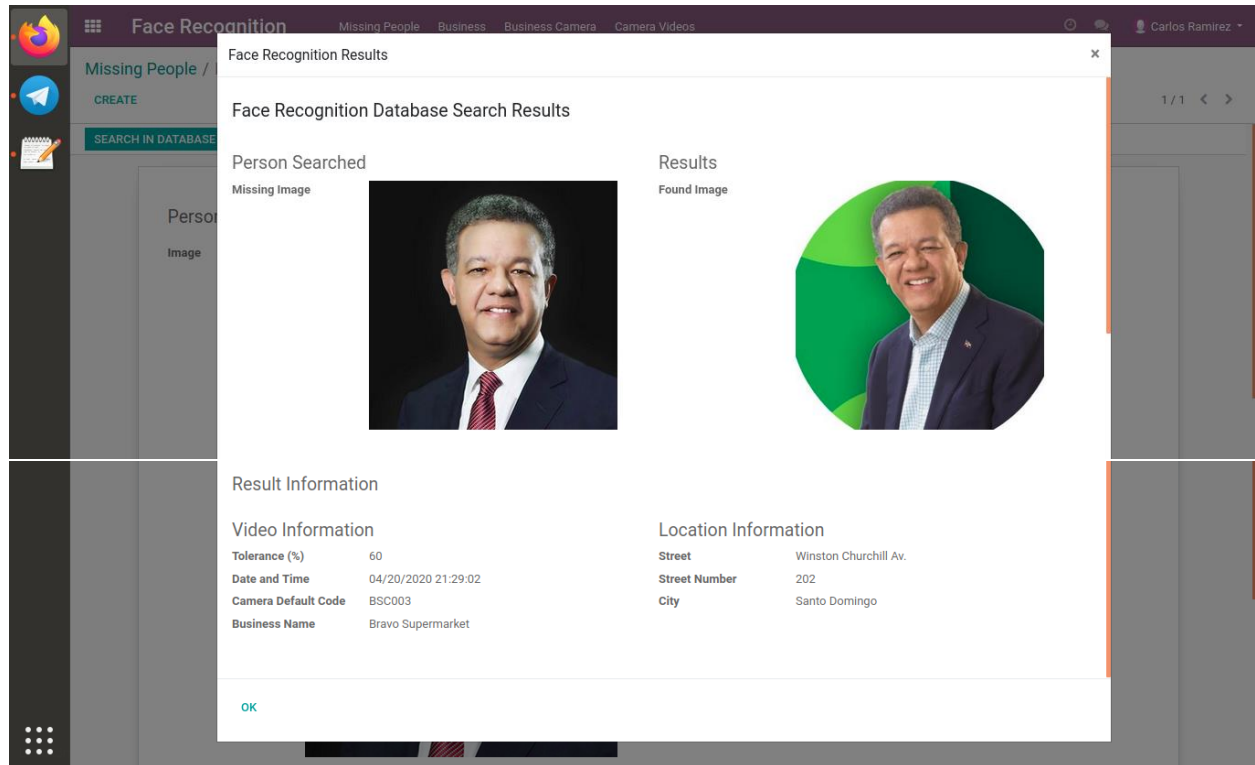 Face Recognition Missing People Business Business Camera Camera Videos Carlos Ramirez
Face Recognition Results ×
Missing People /
CREATE 1 / 1
Face Recognition Database Search Results
SEARCH IN DATABASE
Person Searched Results
Missing Image Found Image
Person
Image
Result Information
Video Information Location Information
Tolerance (%) 60 Street Winston Churchill Av.
Date and Time 04/20/2020 21:29:02 Street Number 202
Camera Default Code BSC003 City Santo Domingo
Business Name Bravo Supermarket
OK